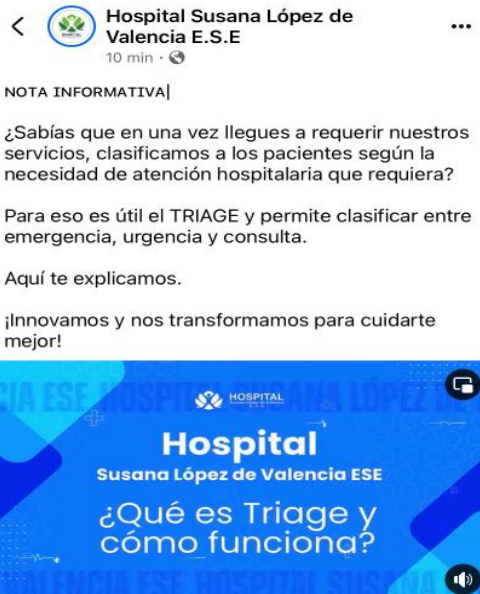 Hospital Susana López de
Valencia E.S.E
10 min ·
NOTA INFORMATIVA|
¿Sabías que en una vez llegues a requerir nuestros
servicios, clasificamos a los pacientes según la
necesidad de atención hospitalaria que requiera?
Para eso es útil el TRIAGE y permite clasificar entre
emergencia, urgencia y consulta.
Aquí te explicamos.
¡Innovamos y nos transformamos para cuidarte
mejor!
HOSPITAL
Hospital
Susana López de Valencia ESE
¿Qué es Triage y
cómo funciona?